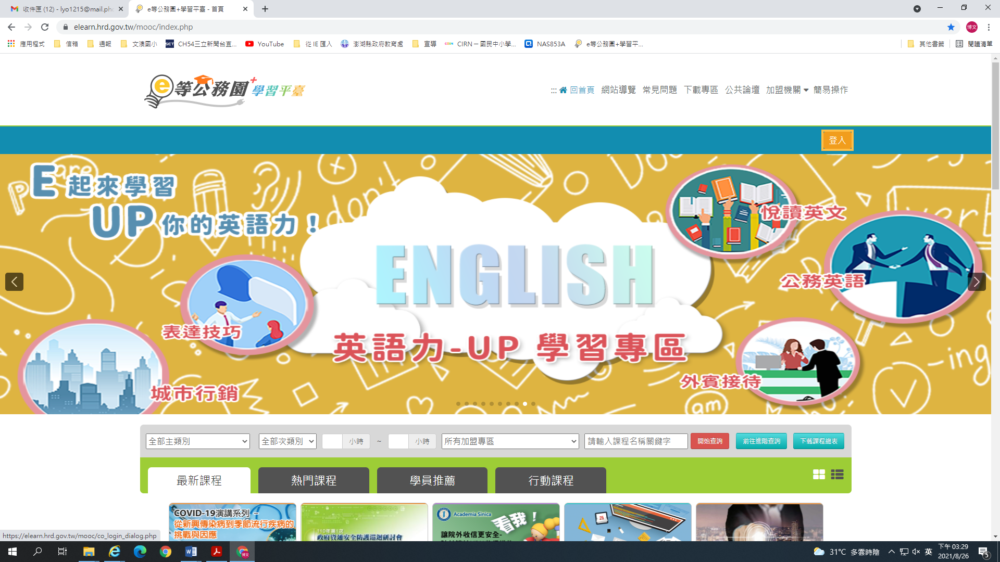 收件匣 (12) - lyo1215@mail.phc
e等公務園+學習平臺 - 首頁
elearn.hrd.gov.tw/mooc/index.php
博文
應用程式
信箱
通報
文澳國小
CH54三立新聞台直...
YouTube
從 IE 匯入
澎湖縣政府教育處
宣導
CIRN－國民中小學...
NAS853A
e等公務園+學習平...
其他書籤
閱讀清單
e等公務園+學習平臺
::: 回首頁 網站導覽 常見問題 下載專區 公共論壇 加盟機關 簡易操作
登入
E起來學習
UP你的英語力！
ENGLISH
英語力-UP 學習專區
悅讀英文
公務英語
表達技巧
城市行銷
外賓接待
don't
verb
-ing
am
全部主類別
全部次類別
小時 ~ 小時
所有加盟專區
請輸入課程名稱關鍵字
開始查詢
前往進階查詢
下載課程總表
最新課程
熱門課程
學員推薦
行動課程
COVID-19演講系列 –
從新興傳染病到季節流行疾病的
挑戰與因應
110年第1次
政府資通安全防護巡迴研討會
Academia Sinica
看我！
讓院外收信更安全-
25
https://elearn.hrd.gov.tw/mooc/co_login_dialog.php
博文
31°C 多雲時陰
英
下午 03:29
2021/8/26
5